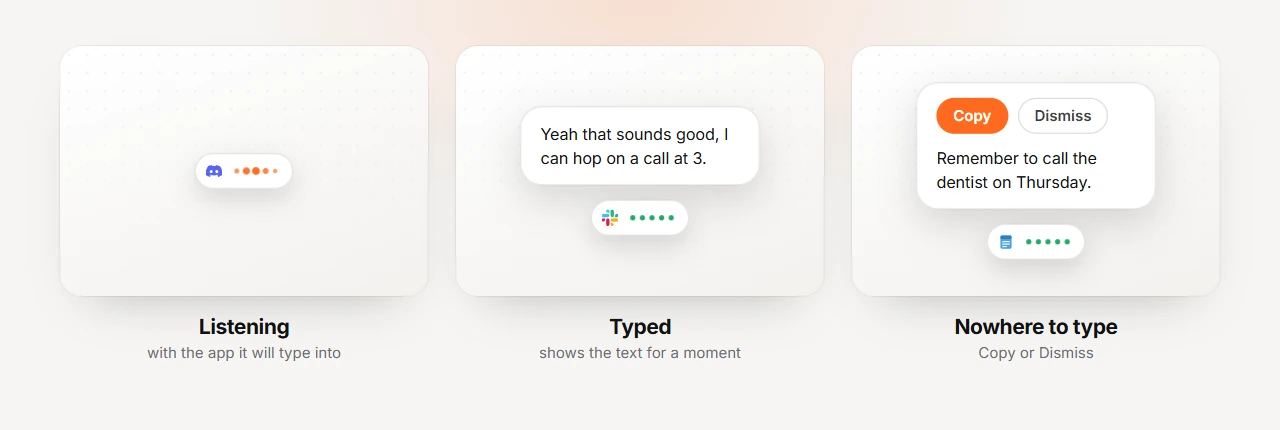 Yeah that sounds good, I
can hop on a call at 3.
Copy
Dismiss
Remember to call the
dentist on Thursday.
Listening
with the app it will type into
Typed
shows the text for a moment
Nowhere to type
Copy or Dismiss